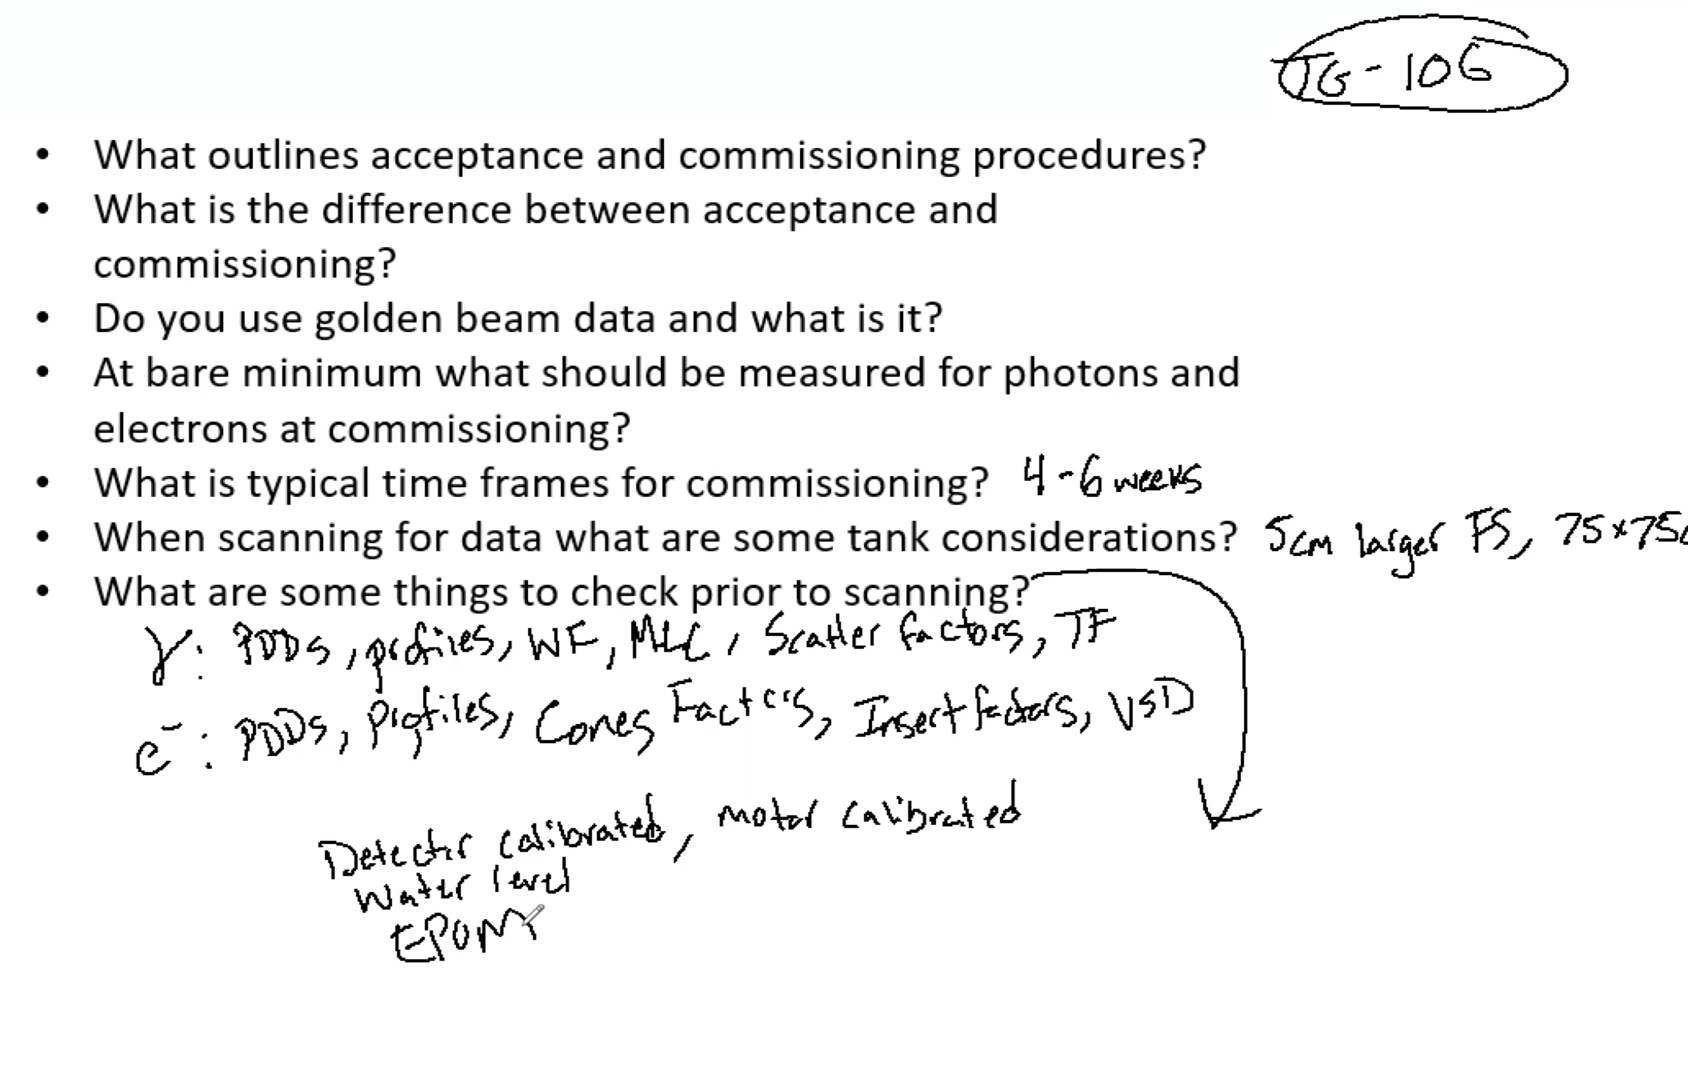 TG-106
• What outlines acceptance and commissioning procedures?
• What is the difference between acceptance and
commissioning?
• Do you use golden beam data and what is it?
• At bare minimum what should be measured for photons and
electrons at commissioning?
• What is typical time frames for commissioning? 4-6 weeks
• When scanning for data what are some tank considerations? 5cm larger FS, 75x75c
• What are some things to check prior to scanning?
γ: PDDs, profiles, WF, MLC, Scatter factors, TF
e⁻: PDDs, Profiles, Cones Factors, Insert factors, VSD
Detector calibrated, motor calibrated
Water level
EPOM